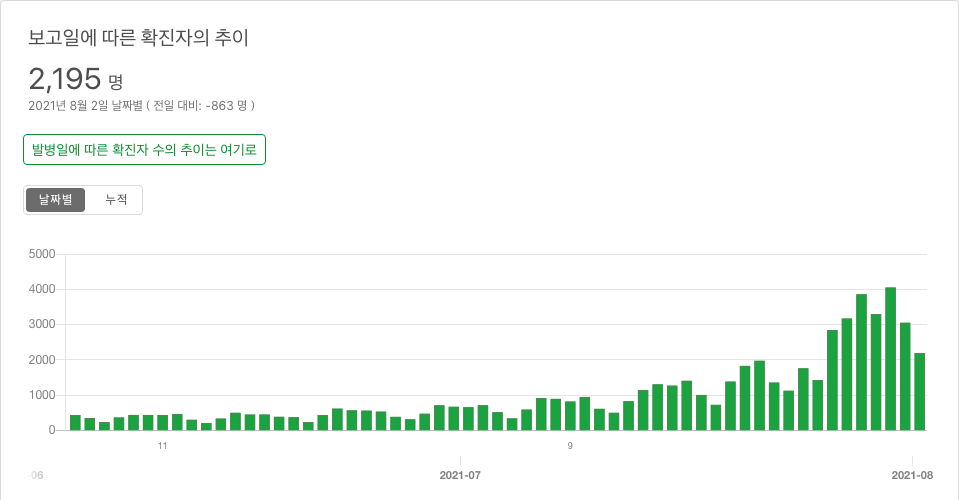 보고일에 따른 확진자의 추이
2,195 명
2021년 8월 2일 날짜별 ( 전일 대비: -863 명 )
발병일에 따른 확진자 수의 추이는 여기로
날짜별 누적
5000
4000
3000
2000
1000
0
11 9
-06 2021-07 2021-08